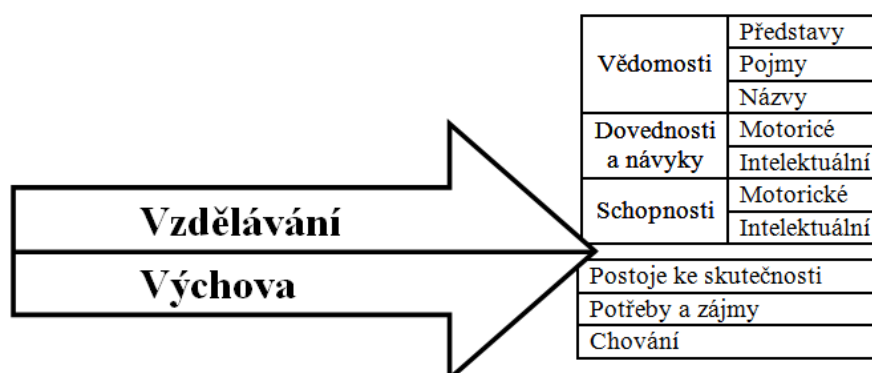 Vzdělávání
Výchova
Vědomosti
Představy
Pojmy
Názvy
Dovednosti
a návyky
Motoricé
Intelektuální
Schopnosti
Motorické
Intelektuální
Postoje ke skutečnosti
Potřeby a zájmy
Chování